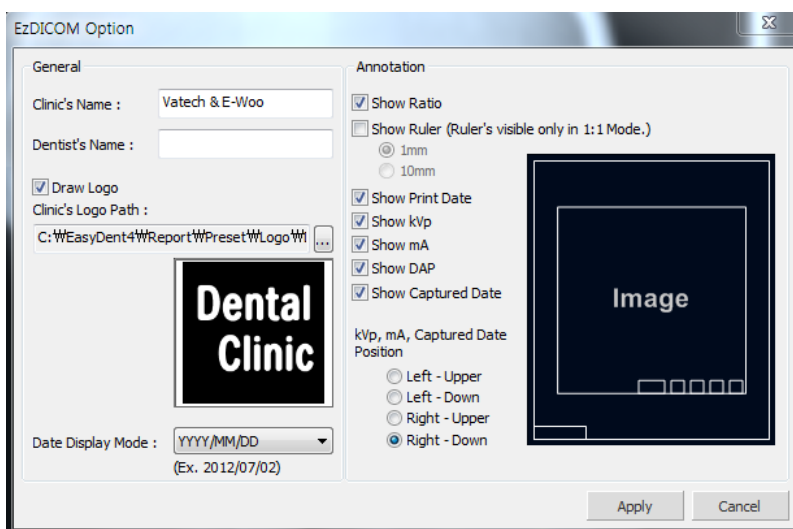 EzDICOM Option
General
Clinic's Name :
Vatech & E-Woo
Dentist's Name :
Draw Logo
Clinic's Logo Path :
C:₩EasyDent4₩Report₩Preset₩Logo₩
...
Dental
Clinic
Date Display Mode :
YYYY/MM/DD
(Ex. 2012/07/02)
Annotation
Show Ratio
Show Ruler (Ruler's visible only in 1:1 Mode.)
1mm
10mm
Show Print Date
Show kVp
Show mA
Show DAP
Show Captured Date
kVp, mA, Captured Date
Position
Left - Upper
Left - Down
Right - Upper
Right - Down
Image
Apply
Cancel